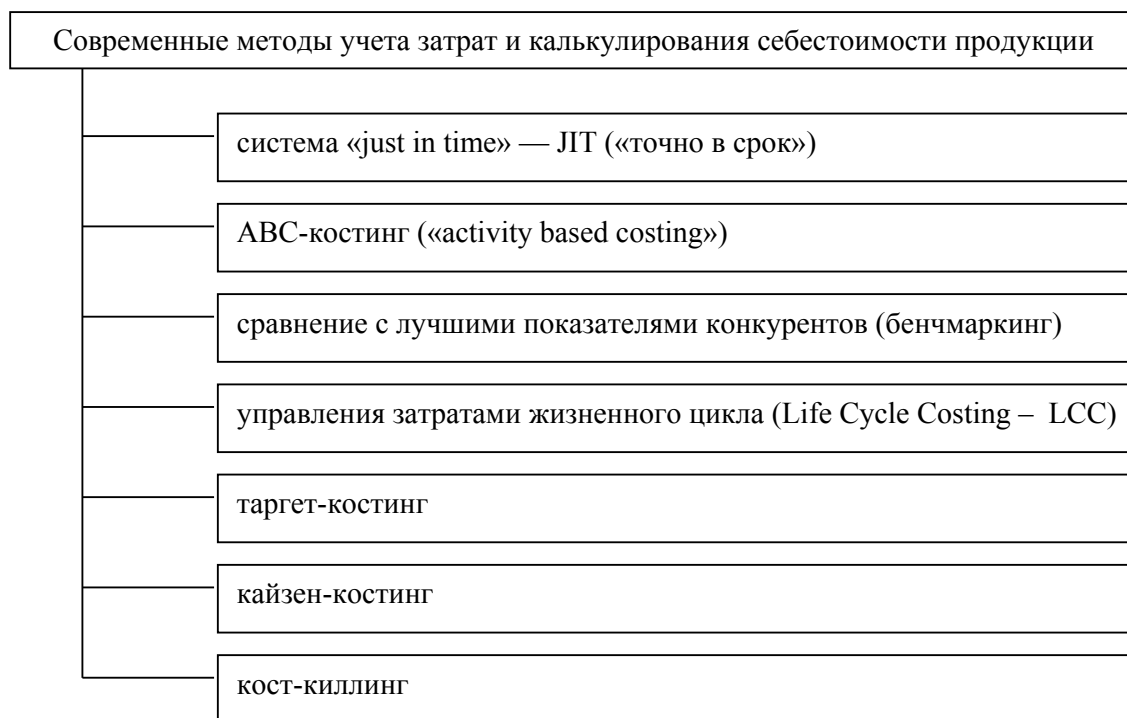 Современные методы учета затрат и калькулирования себестоимости продукции
система «just in time» — JIT («точно в срок»)
АВС-костинг («activity based costing»)
сравнение с лучшими показателями конкурентов (бенчмаркинг)
управления затратами жизненного цикла (Life Cycle Costing – LCC)
таргет-костинг
кайзен-костинг
кост-киллинг